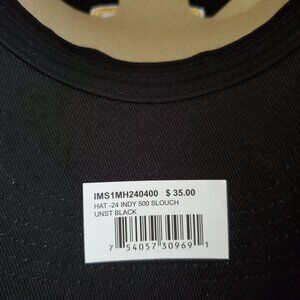 IMS1MH240400 $ 35.00
HAT -24 INDY 500 SLOUCH
UNST BLACK
7 54057 30969 1